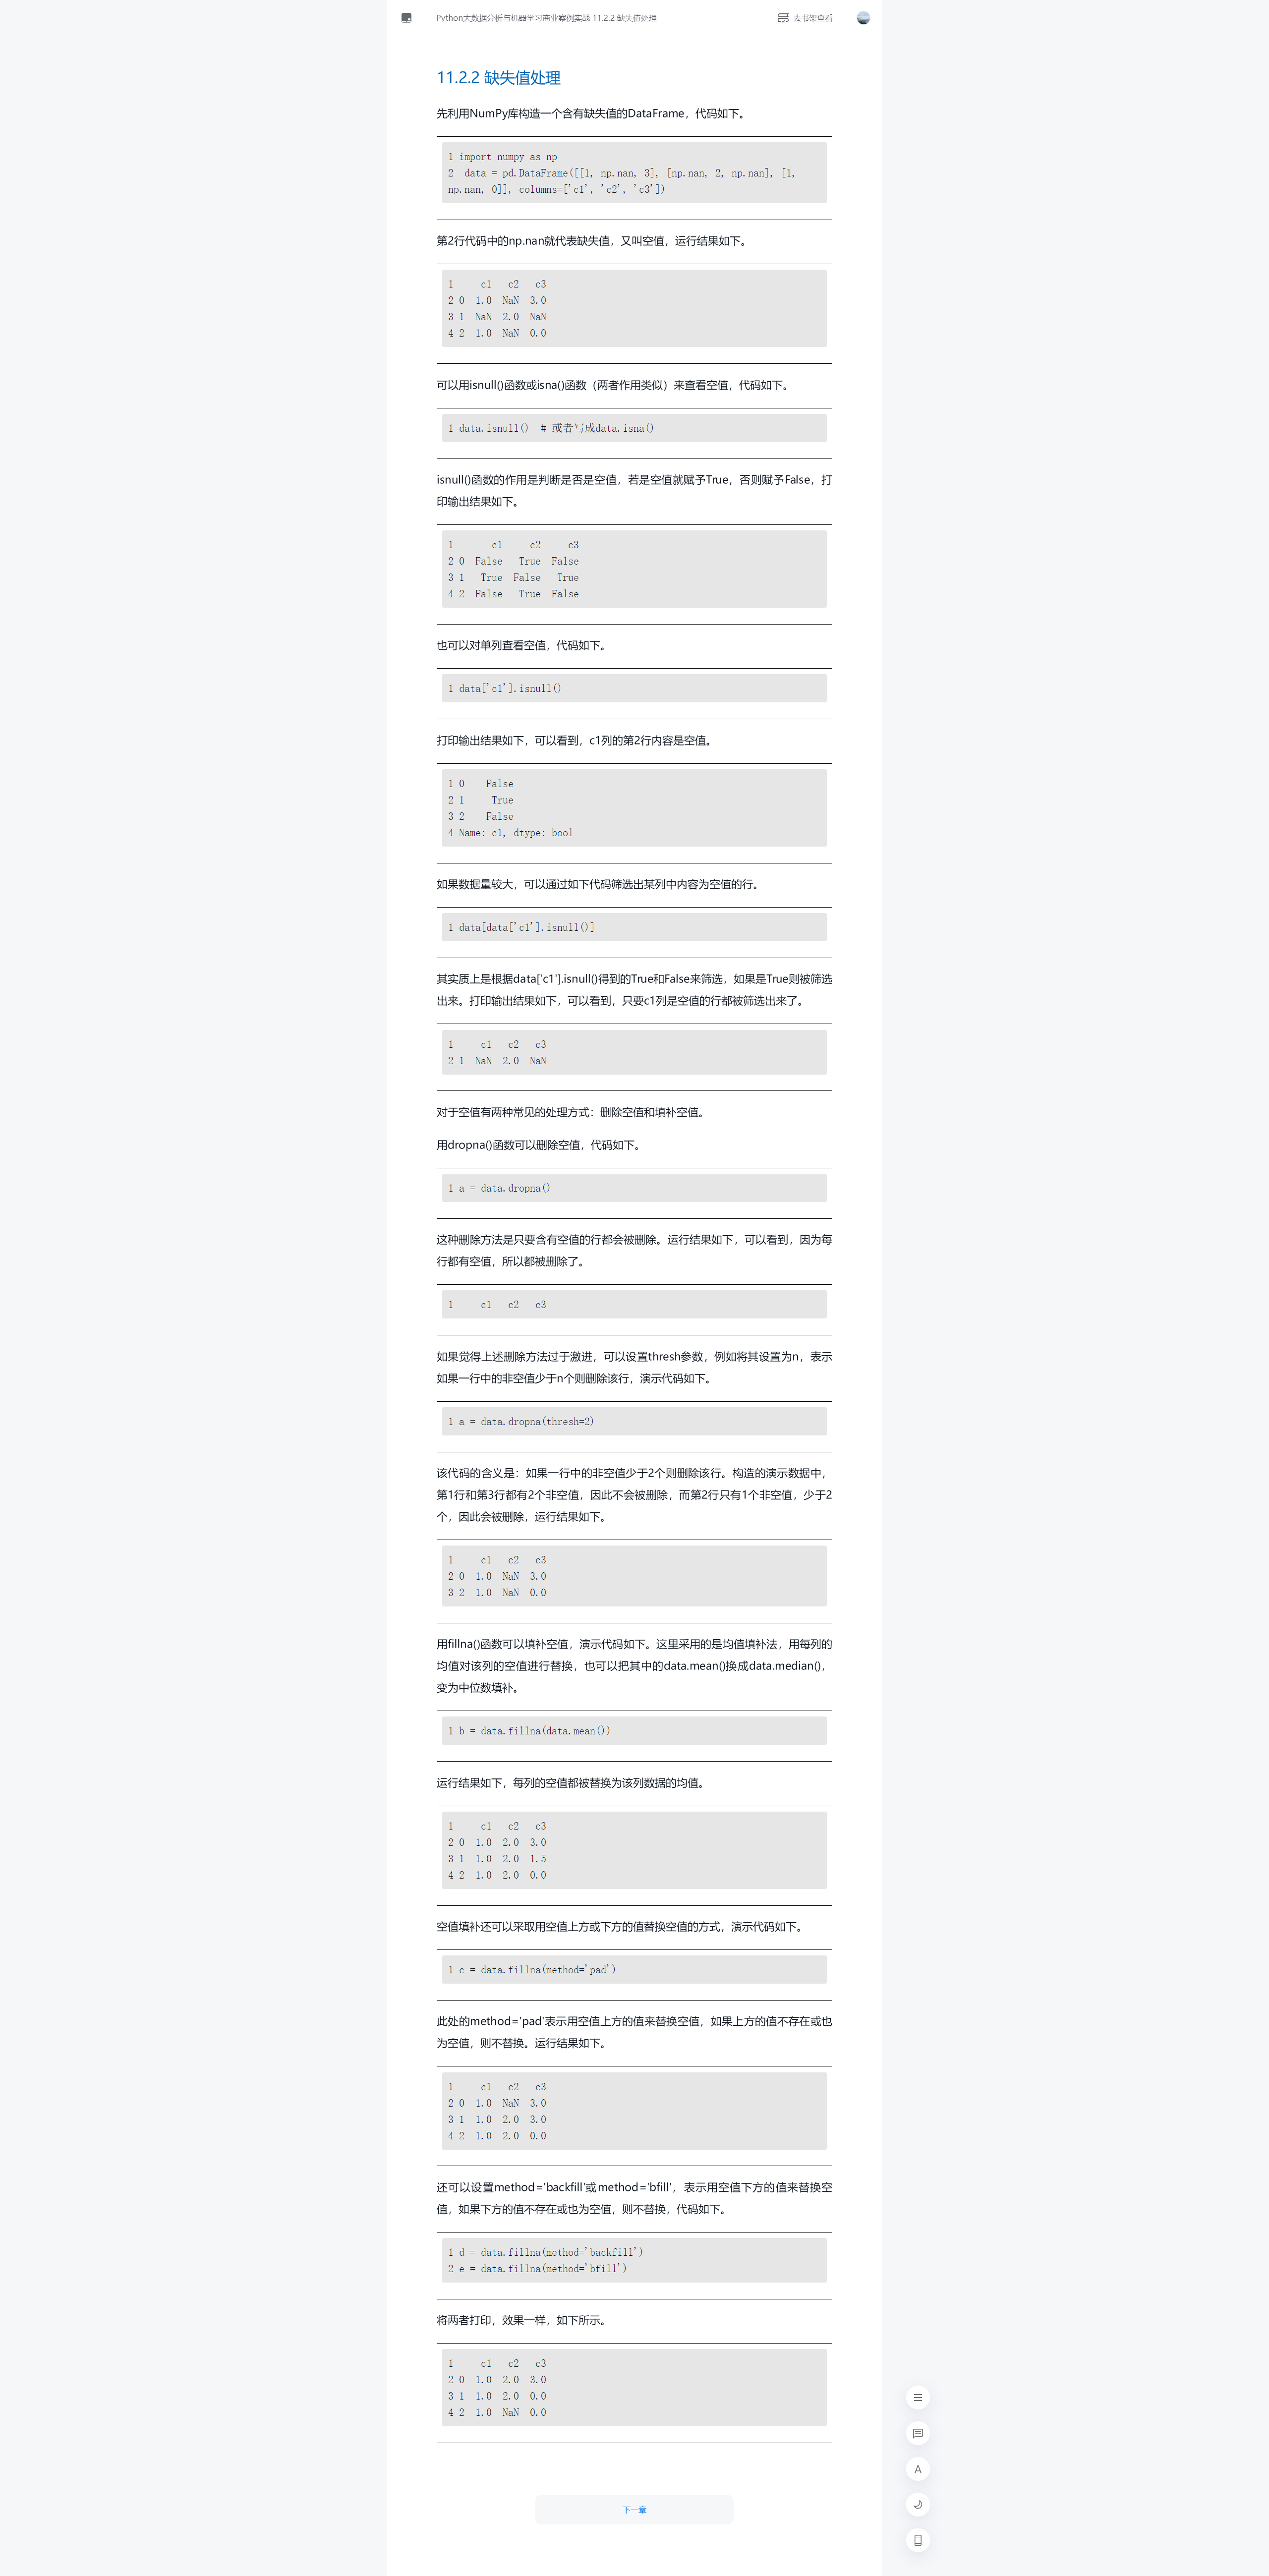 Python大数据分析与机器学习商业案例实战 11.2.2 缺失值处理
去书架查看
11.2.2 缺失值处理
先利用NumPy库构造一个含有缺失值的DataFrame，代码如下。
1 import numpy as np
2  data = pd.DataFrame([[1, np.nan, 3], [np.nan, 2, np.nan], [1,
np.nan, 0]], columns=['c1', 'c2', 'c3'])
第2行代码中的np.nan就代表缺失值，又叫空值，运行结果如下。
1     c1   c2   c3
2 0  1.0  NaN  3.0
3 1  NaN  2.0  NaN
4 2  1.0  NaN  0.0
可以用isnull()函数或isna()函数（两者作用类似）来查看空值，代码如下。
1 data.isnull()  # 或者写成data.isna()
isnull()函数的作用是判断是否是空值，若是空值就赋予True，否则赋予False，打
印输出结果如下。
1       c1     c2     c3
2 0  False   True  False
3 1   True  False   True
4 2  False   True  False
也可以对单列查看空值，代码如下。
1 data['c1'].isnull()
打印输出结果如下，可以看到，c1列的第2行内容是空值。
1 0    False
2 1     True
3 2    False
4 Name: c1, dtype: bool
如果数据量较大，可以通过如下代码筛选出某列中内容为空值的行。
1 data[data['c1'].isnull()]
其实质上是根据data['c1'].isnull()得到的True和False来筛选，如果是True则被筛选
出来。打印输出结果如下，可以看到，只要c1列是空值的行都被筛选出来了。
1     c1   c2   c3
2 1  NaN  2.0  NaN
对于空值有两种常见的处理方式：删除空值和填补空值。
用dropna()函数可以删除空值，代码如下。
1 a = data.dropna()
这种删除方法是只要含有空值的行都会被删除。运行结果如下，可以看到，因为每
行都有空值，所以都被删除了。
1     c1   c2   c3
如果觉得上述删除方法过于激进，可以设置thresh参数，例如将其设置为n，表示
如果一行中的非空值少于n个则删除该行，演示代码如下。
1 a = data.dropna(thresh=2)
该代码的含义是：如果一行中的非空值少于2个则删除该行。构造的演示数据中，
第1行和第3行都有2个非空值，因此不会被删除，而第2行只有1个非空值，少于2
个，因此会被删除，运行结果如下。
1     c1   c2   c3
2 0  1.0  NaN  3.0
3 2  1.0  NaN  0.0
用fillna()函数可以填补空值，演示代码如下。这里采用的是均值填补法，用每列的
均值对该列的空值进行替换，也可以把其中的data.mean()换成data.median()，
变为中位数填补。
1 b = data.fillna(data.mean())
运行结果如下，每列的空值都被替换为该列数据的均值。
1     c1   c2   c3
2 0  1.0  2.0  3.0
3 1  1.0  2.0  1.5
4 2  1.0  2.0  0.0
空值填补还可以采取用空值上方或下方的值替换空值的方式，演示代码如下。
1 c = data.fillna(method='pad')
此处的method='pad'表示用空值上方的值来替换空值，如果上方的值不存在或也
为空值，则不替换。运行结果如下。
1     c1   c2   c3
2 0  1.0  NaN  3.0
3 1  1.0  2.0  3.0
4 2  1.0  2.0  0.0
还可以设置method='backfill'或method='bfill'，表示用空值下方的值来替换空
值，如果下方的值不存在或也为空值，则不替换，代码如下。
1 d = data.fillna(method='backfill')
2 e = data.fillna(method='bfill')
将两者打印，效果一样，如下所示。
1     c1   c2   c3
2 0  1.0  2.0  3.0
3 1  1.0  2.0  0.0
4 2  1.0  NaN  0.0
A
下一章